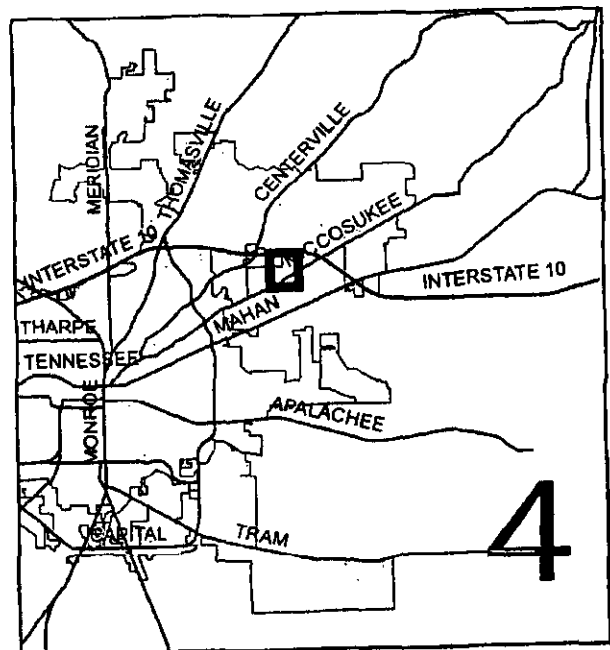 MERIDIAN
THOMASVILLE
CENTERVILLE
INTERSTATE 10
CCOSUKEE
INTERSTATE 10
MAHAN
THARPE
TENNESSEE
MONROE
APALACHEE
CAPITAL
TRAM
4